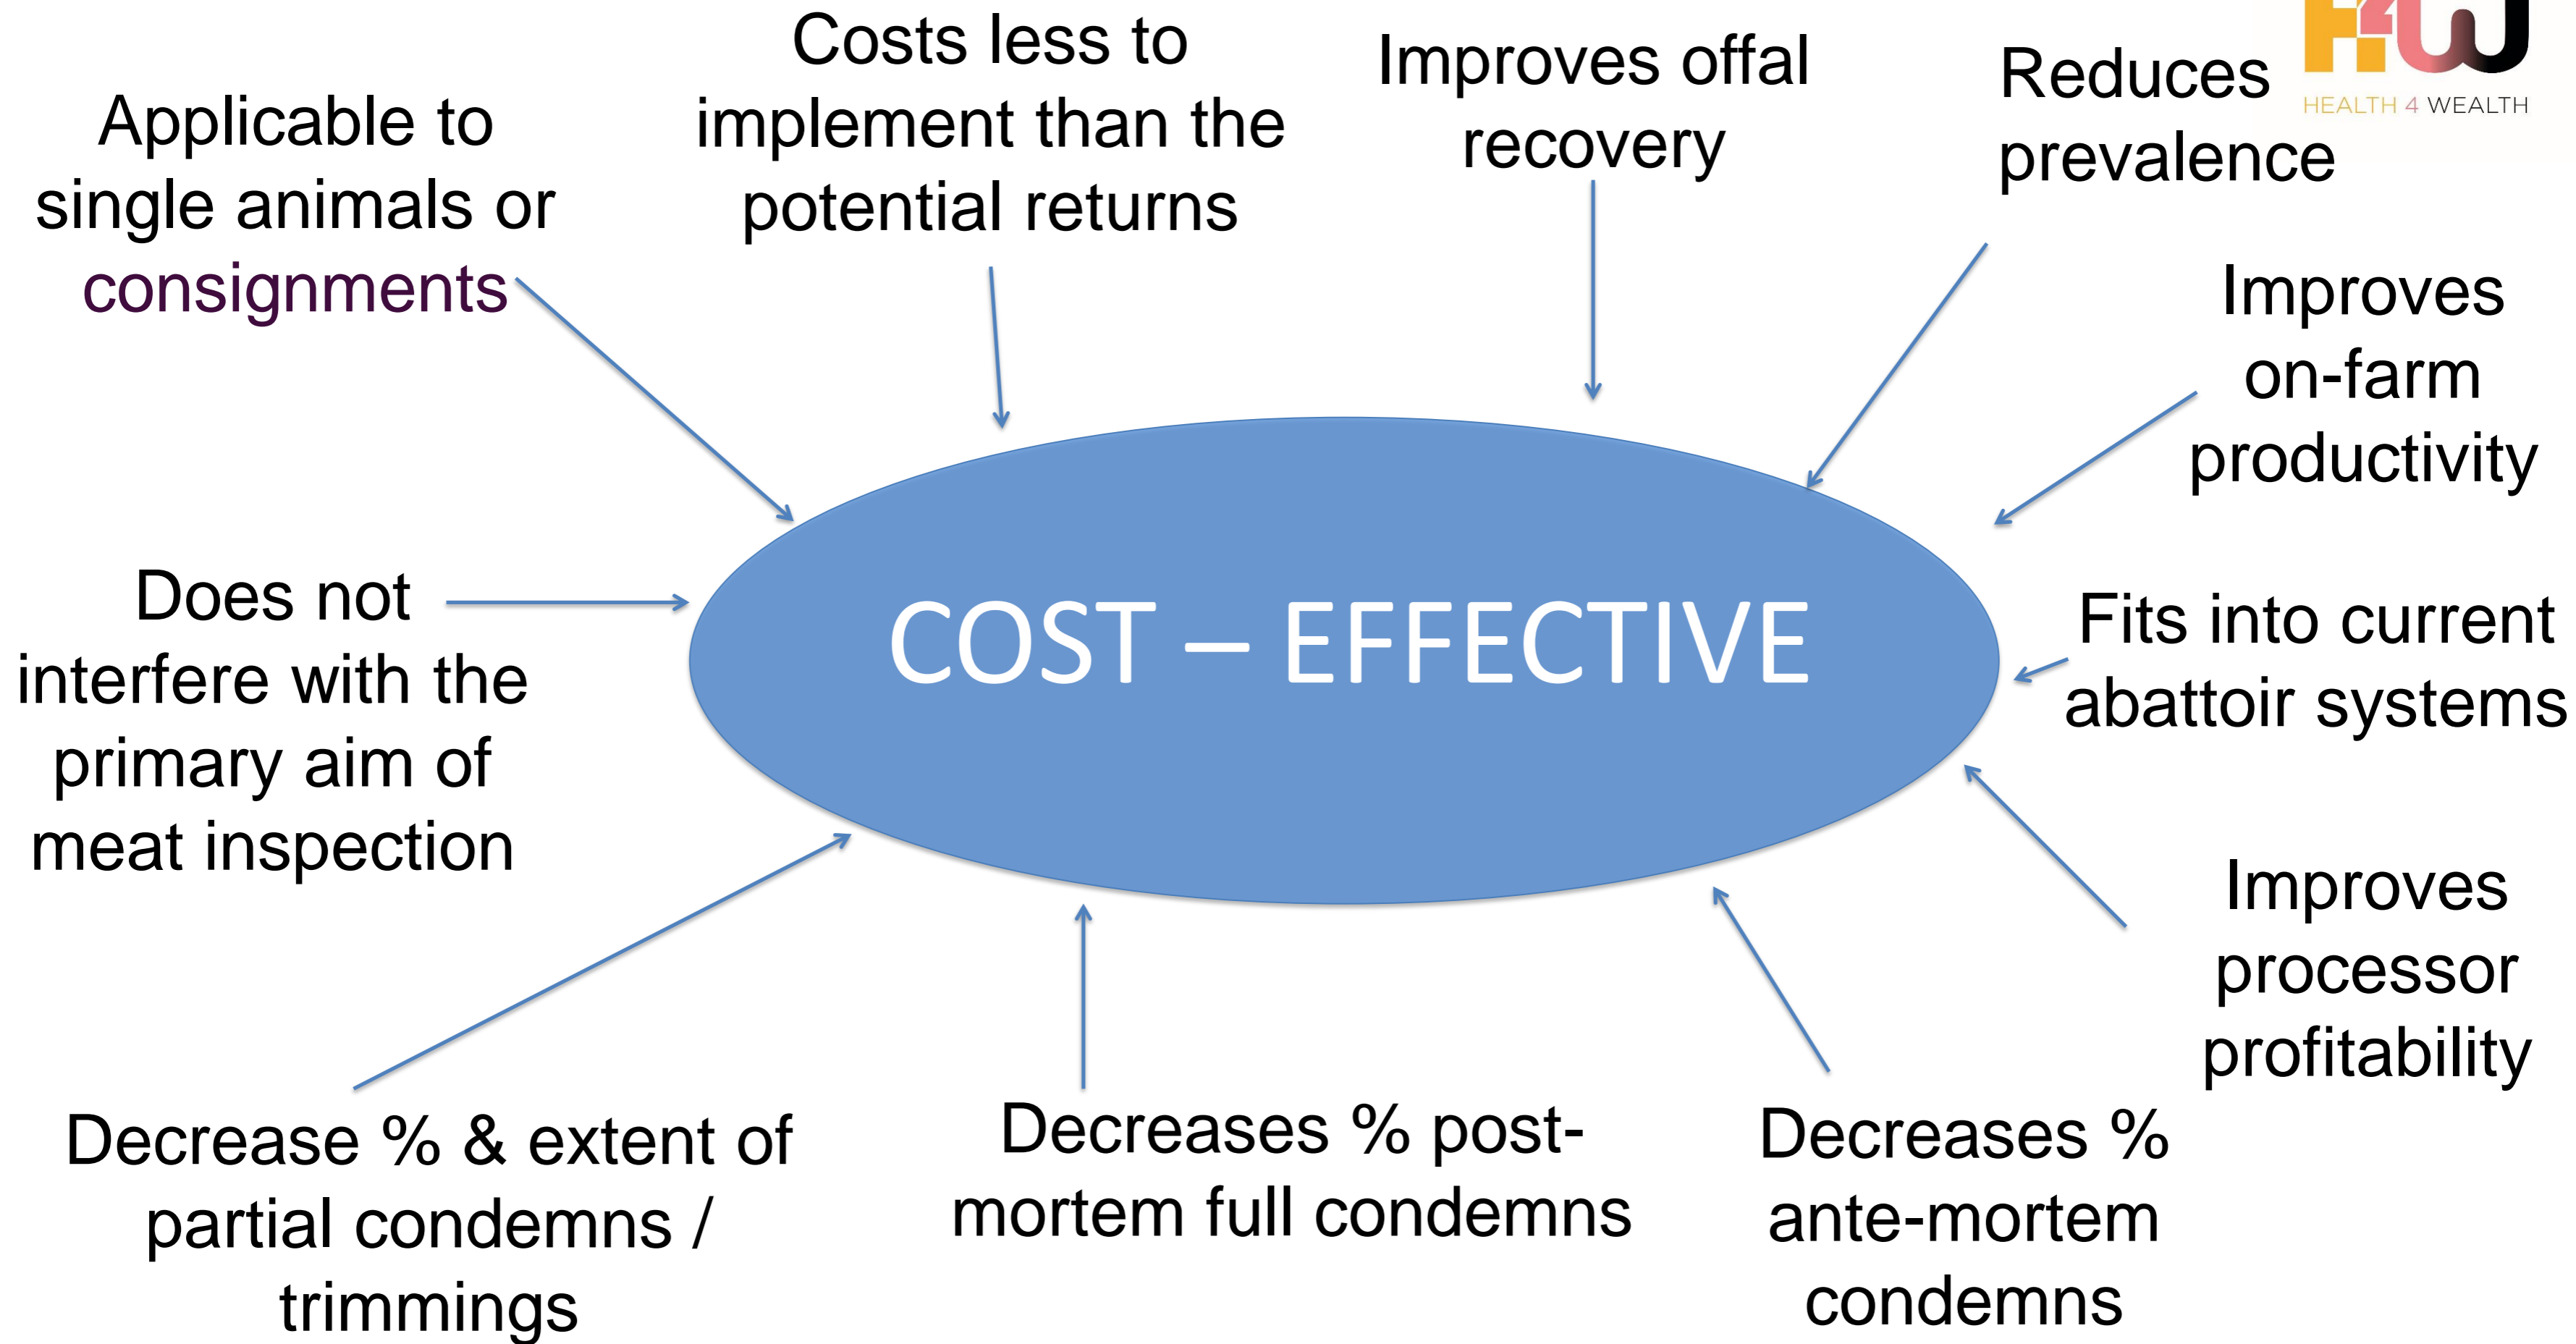 H4W
HEALTH 4 WEALTH
Applicable to
single animals or
consignments
Costs less to
implement than the
potential returns
Improves offal
recovery
Reduces
prevalence
Improves
on-farm
productivity
Does not
interfere with the
primary aim of
meat inspection
COST – EFFECTIVE
Fits into current
abattoir systems
Improves
processor
profitability
Decrease % & extent of
partial condemns /
trimmings
Decreases % post-
mortem full condemns
Decreases %
ante-mortem
condemns